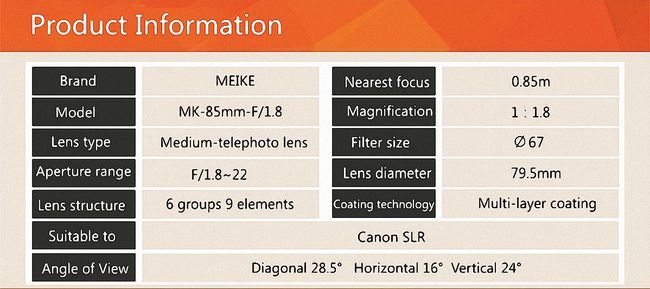 Product Information
Brand MEIKE Nearest focus 0.85m
Model MK-85mm-F/1.8 Magnification 1 : 1.8
Lens type Medium-telephoto lens Filter size Ø 67
Aperture range F/1.8~22 Lens diameter 79.5mm
Lens structure 6 groups 9 elements Coating technology Multi-layer coating
Suitable to Canon SLR
Angle of View Diagonal 28.5° Horizontal 16° Vertical 24°